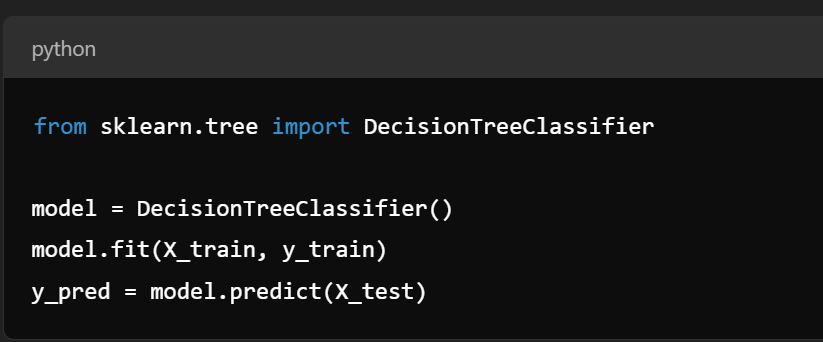 python
from sklearn.tree import DecisionTreeClassifier
model = DecisionTreeClassifier()
model.fit(X_train, y_train)
y_pred = model.predict(X_test)